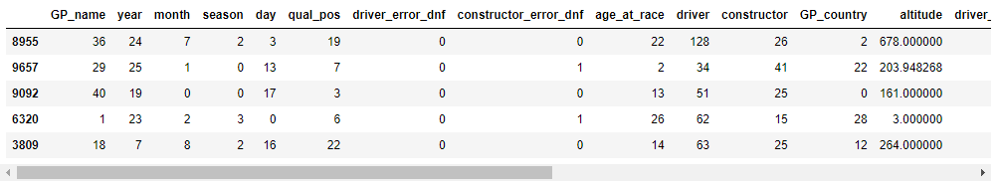 GP_name year month season day qual_pos driver_error_dnf constructor_error_dnf age_at_race driver constructor GP_country altitude driver_
8955 36 24 7 2 3 19 0 0 22 128 26 2 678.000000
9657 29 25 1 0 13 7 0 1 2 34 41 22 203.948268
9092 40 19 0 0 17 3 0 0 13 51 25 0 161.000000
6320 1 23 2 3 0 6 0 1 26 62 15 28 3.000000
3809 18 7 8 2 16 22 0 0 14 63 25 12 264.000000